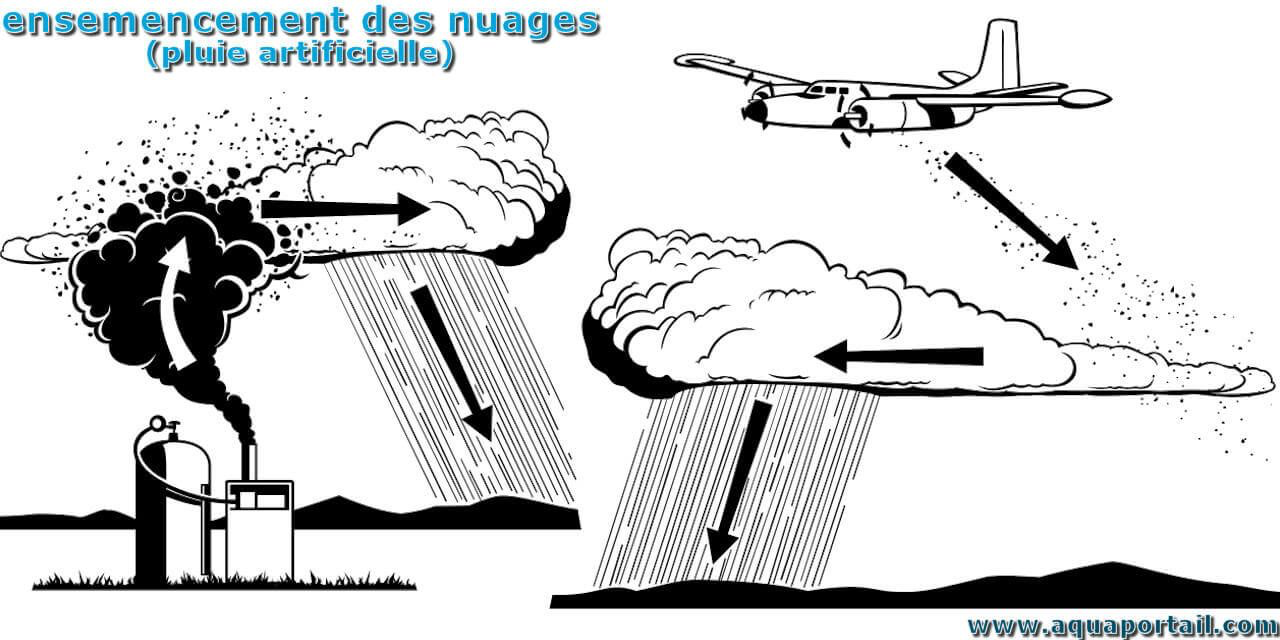 ensemencement des nuages
(pluie artificielle)
www.aquaportail.com